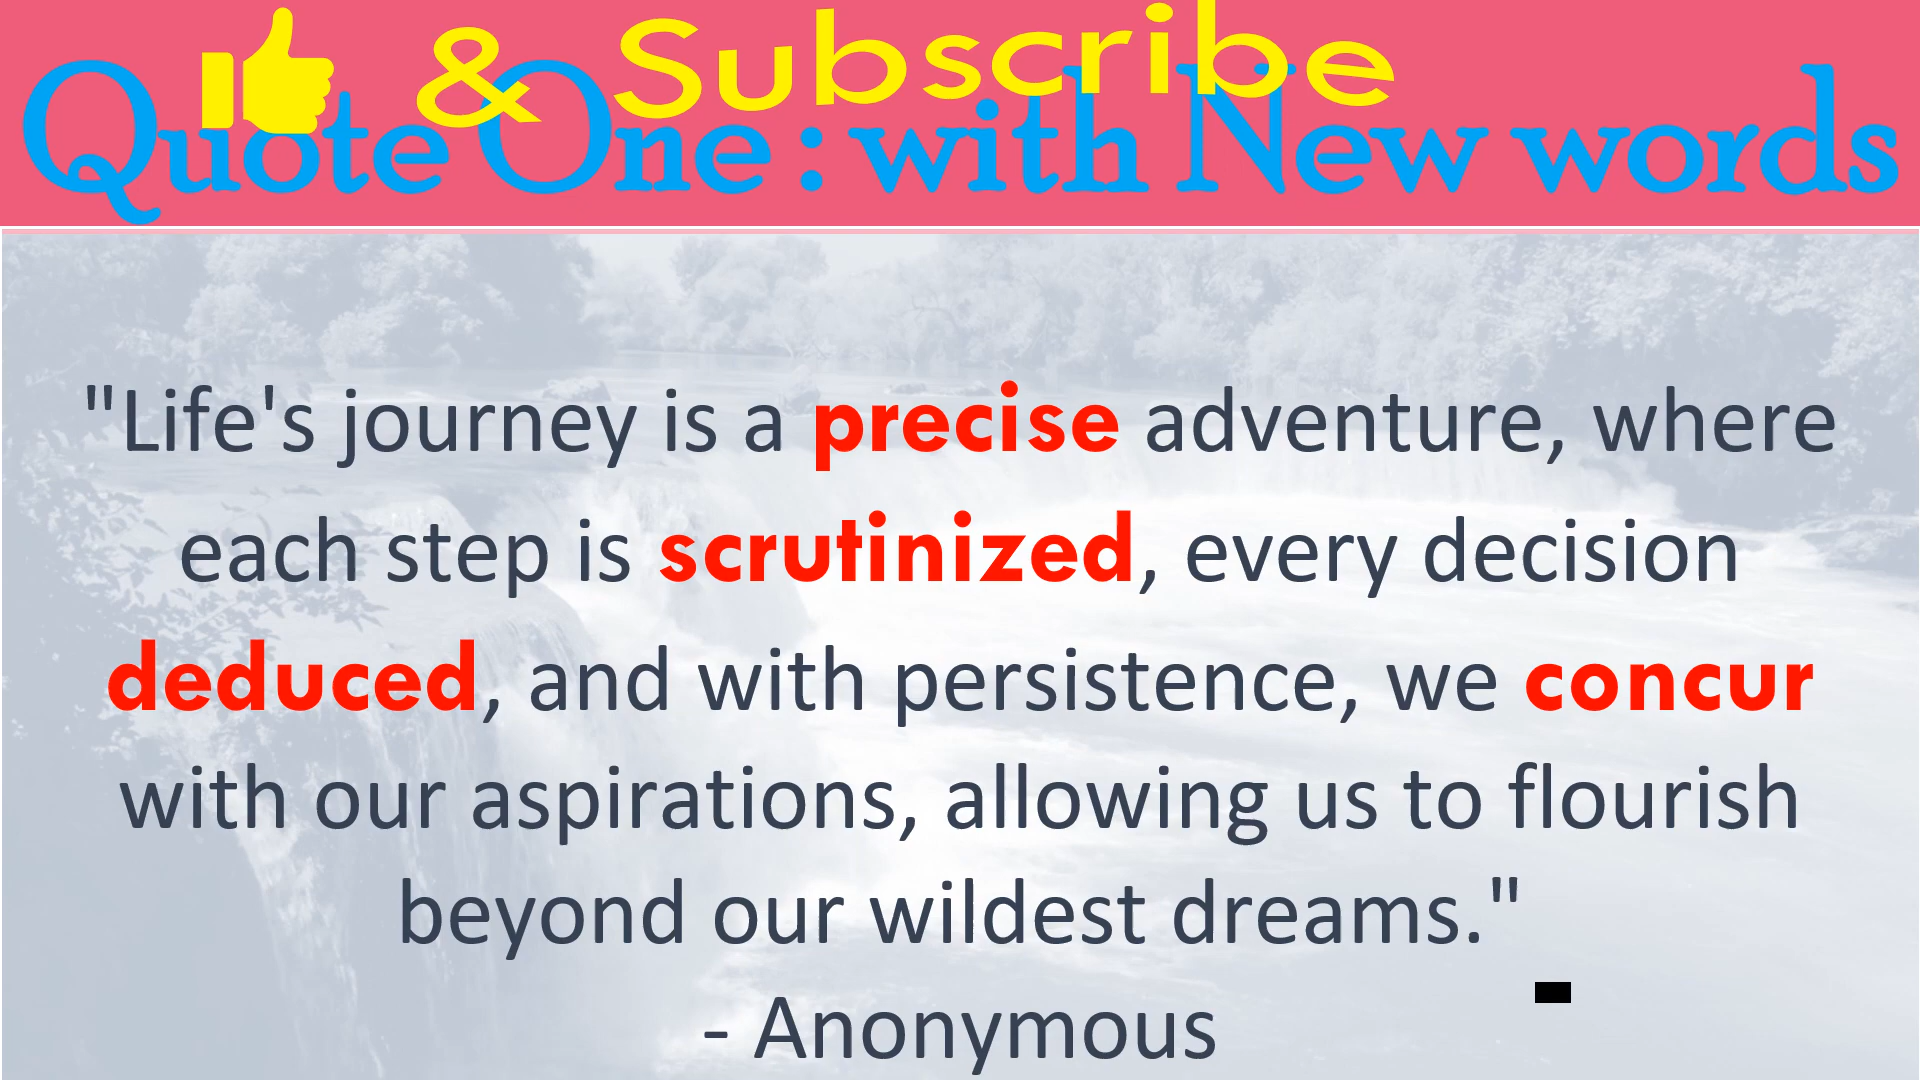 & Subscribe
Quote One : with New words
"Life's journey is a precise adventure, where
each step is scrutinized, every decision
deduced, and with persistence, we concur
with our aspirations, allowing us to flourish
beyond our wildest dreams."
- Anonymous